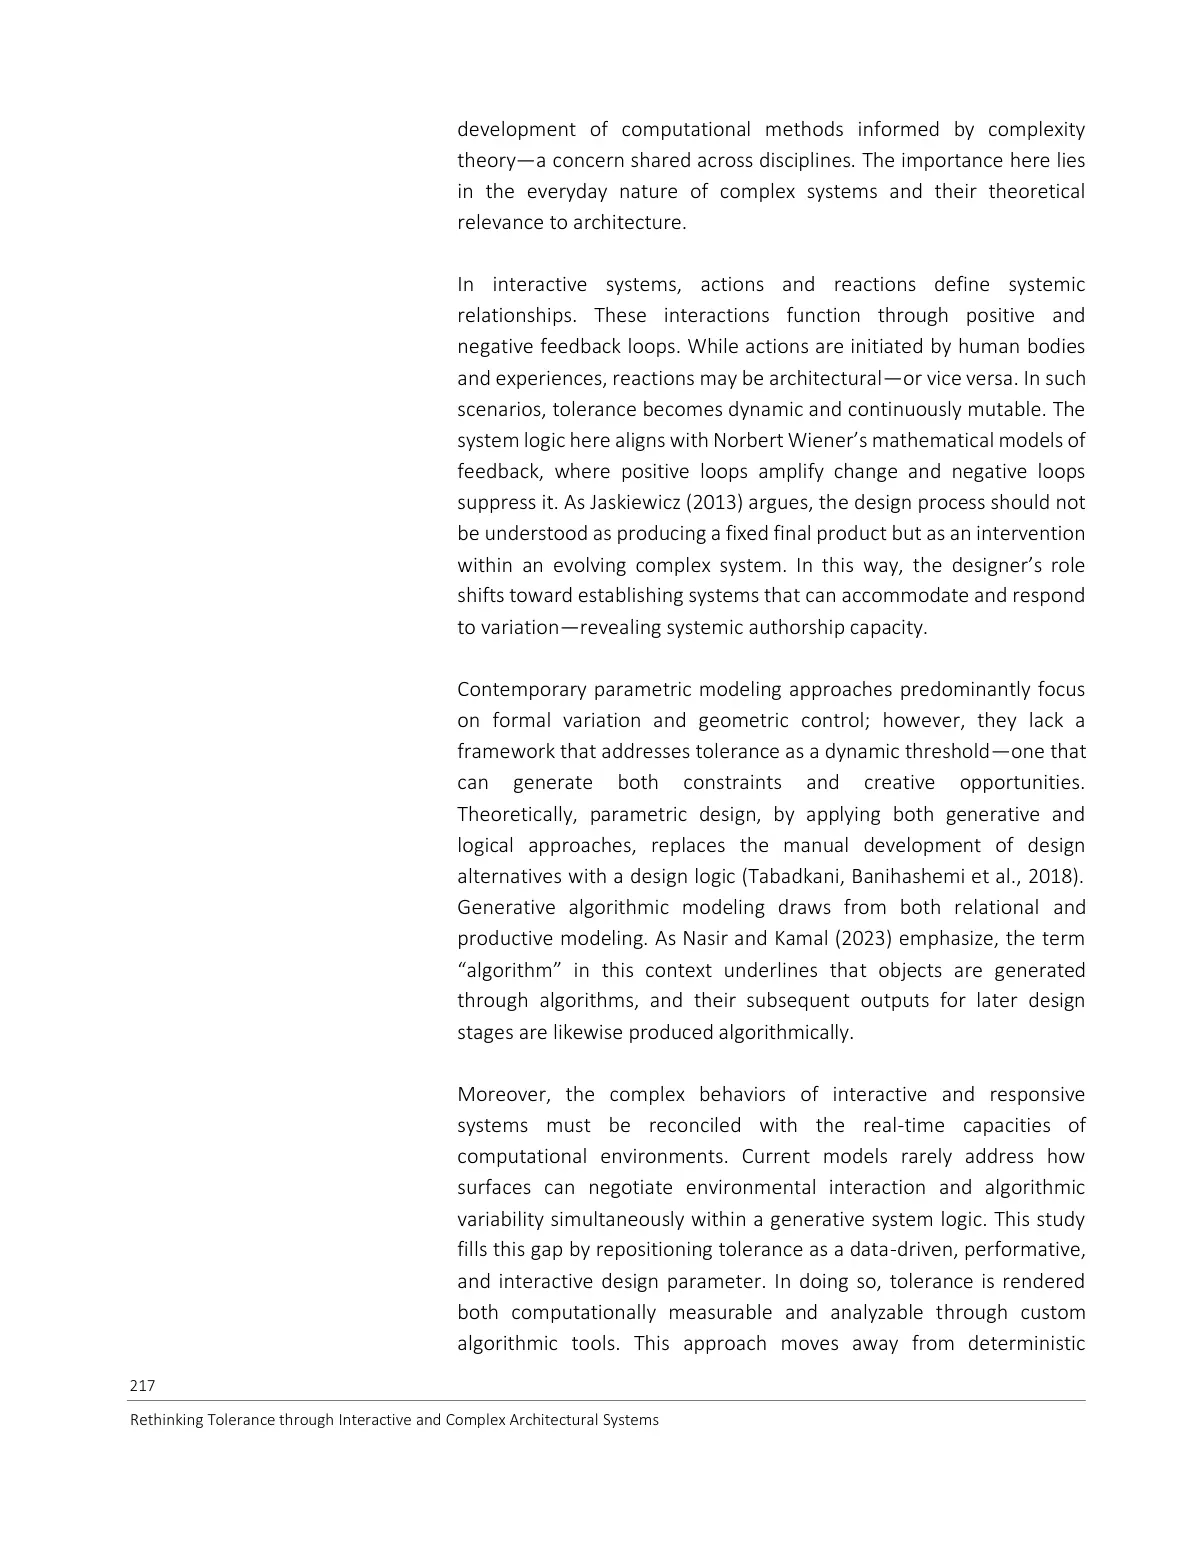 development of computational methods informed by complexity
theory—a concern shared across disciplines. The importance here lies
in the everyday nature of complex systems and their theoretical
relevance to architecture.
In interactive systems, actions and reactions define systemic
relationships. These interactions function through positive and
negative feedback loops. While actions are initiated by human bodies
and experiences, reactions may be architectural—or vice versa. In such
scenarios, tolerance becomes dynamic and continuously mutable. The
system logic here aligns with Norbert Wiener’s mathematical models of
feedback, where positive loops amplify change and negative loops
suppress it. As Jaskiewicz (2013) argues, the design process should not
be understood as producing a fixed final product but as an intervention
within an evolving complex system. In this way, the designer’s role
shifts toward establishing systems that can accommodate and respond
to variation—revealing systemic authorship capacity.
Contemporary parametric modeling approaches predominantly focus
on formal variation and geometric control; however, they lack a
framework that addresses tolerance as a dynamic threshold—one that
can generate both constraints and creative opportunities.
Theoretically, parametric design, by applying both generative and
logical approaches, replaces the manual development of design
alternatives with a design logic (Tabadkani, Banihashemi et al., 2018).
Generative algorithmic modeling draws from both relational and
productive modeling. As Nasir and Kamal (2023) emphasize, the term
“algorithm” in this context underlines that objects are generated
through algorithms, and their subsequent outputs for later design
stages are likewise produced algorithmically.
Moreover, the complex behaviors of interactive and responsive
systems must be reconciled with the real-time capacities of
computational environments. Current models rarely address how
surfaces can negotiate environmental interaction and algorithmic
variability simultaneously within a generative system logic. This study
fills this gap by repositioning tolerance as a data-driven, performative,
and interactive design parameter. In doing so, tolerance is rendered
both computationally measurable and analyzable through custom
algorithmic tools. This approach moves away from deterministic
217
Rethinking Tolerance through Interactive and Complex Architectural Systems